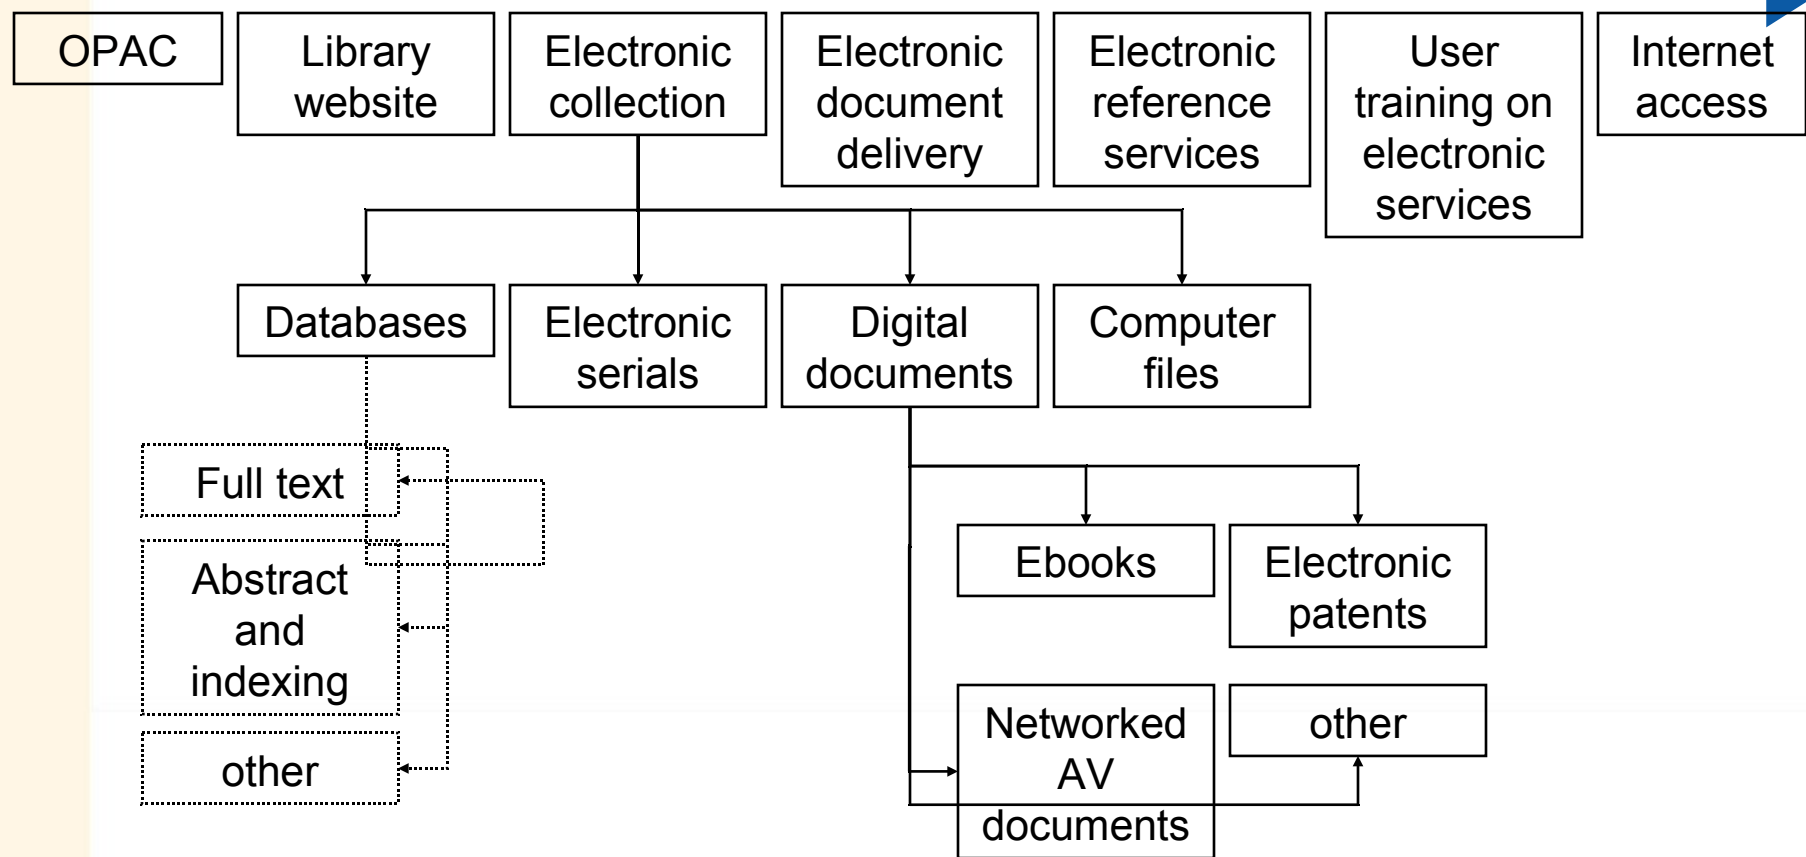 OPAC
Library
website
Electronic
collection
Electronic
document
delivery
Electronic
reference
services
User
training on
electronic
services
Internet
access
Databases
Electronic
serials
Digital
documents
Computer
files
Full text
Abstract
and
indexing
other
Ebooks
Electronic
patents
Networked
AV
documents
other